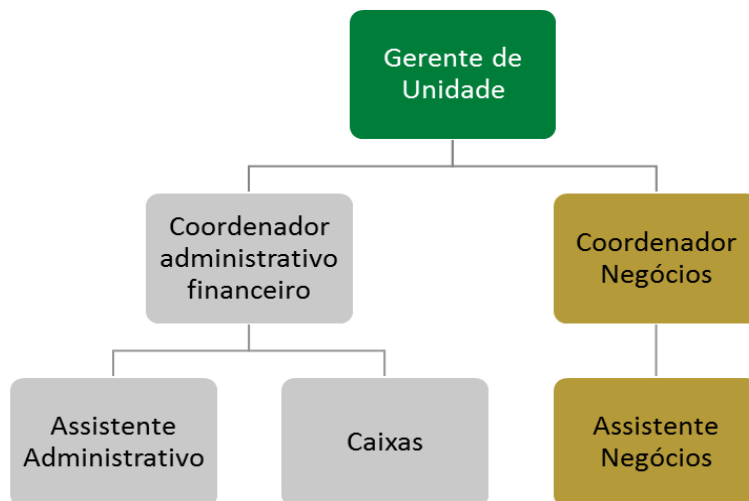 Gerente de
Unidade
Coordenador
administrativo
financeiro
Coordenador
Negócios
Assistente
Administrativo
Caixas
Assistente
Negócios